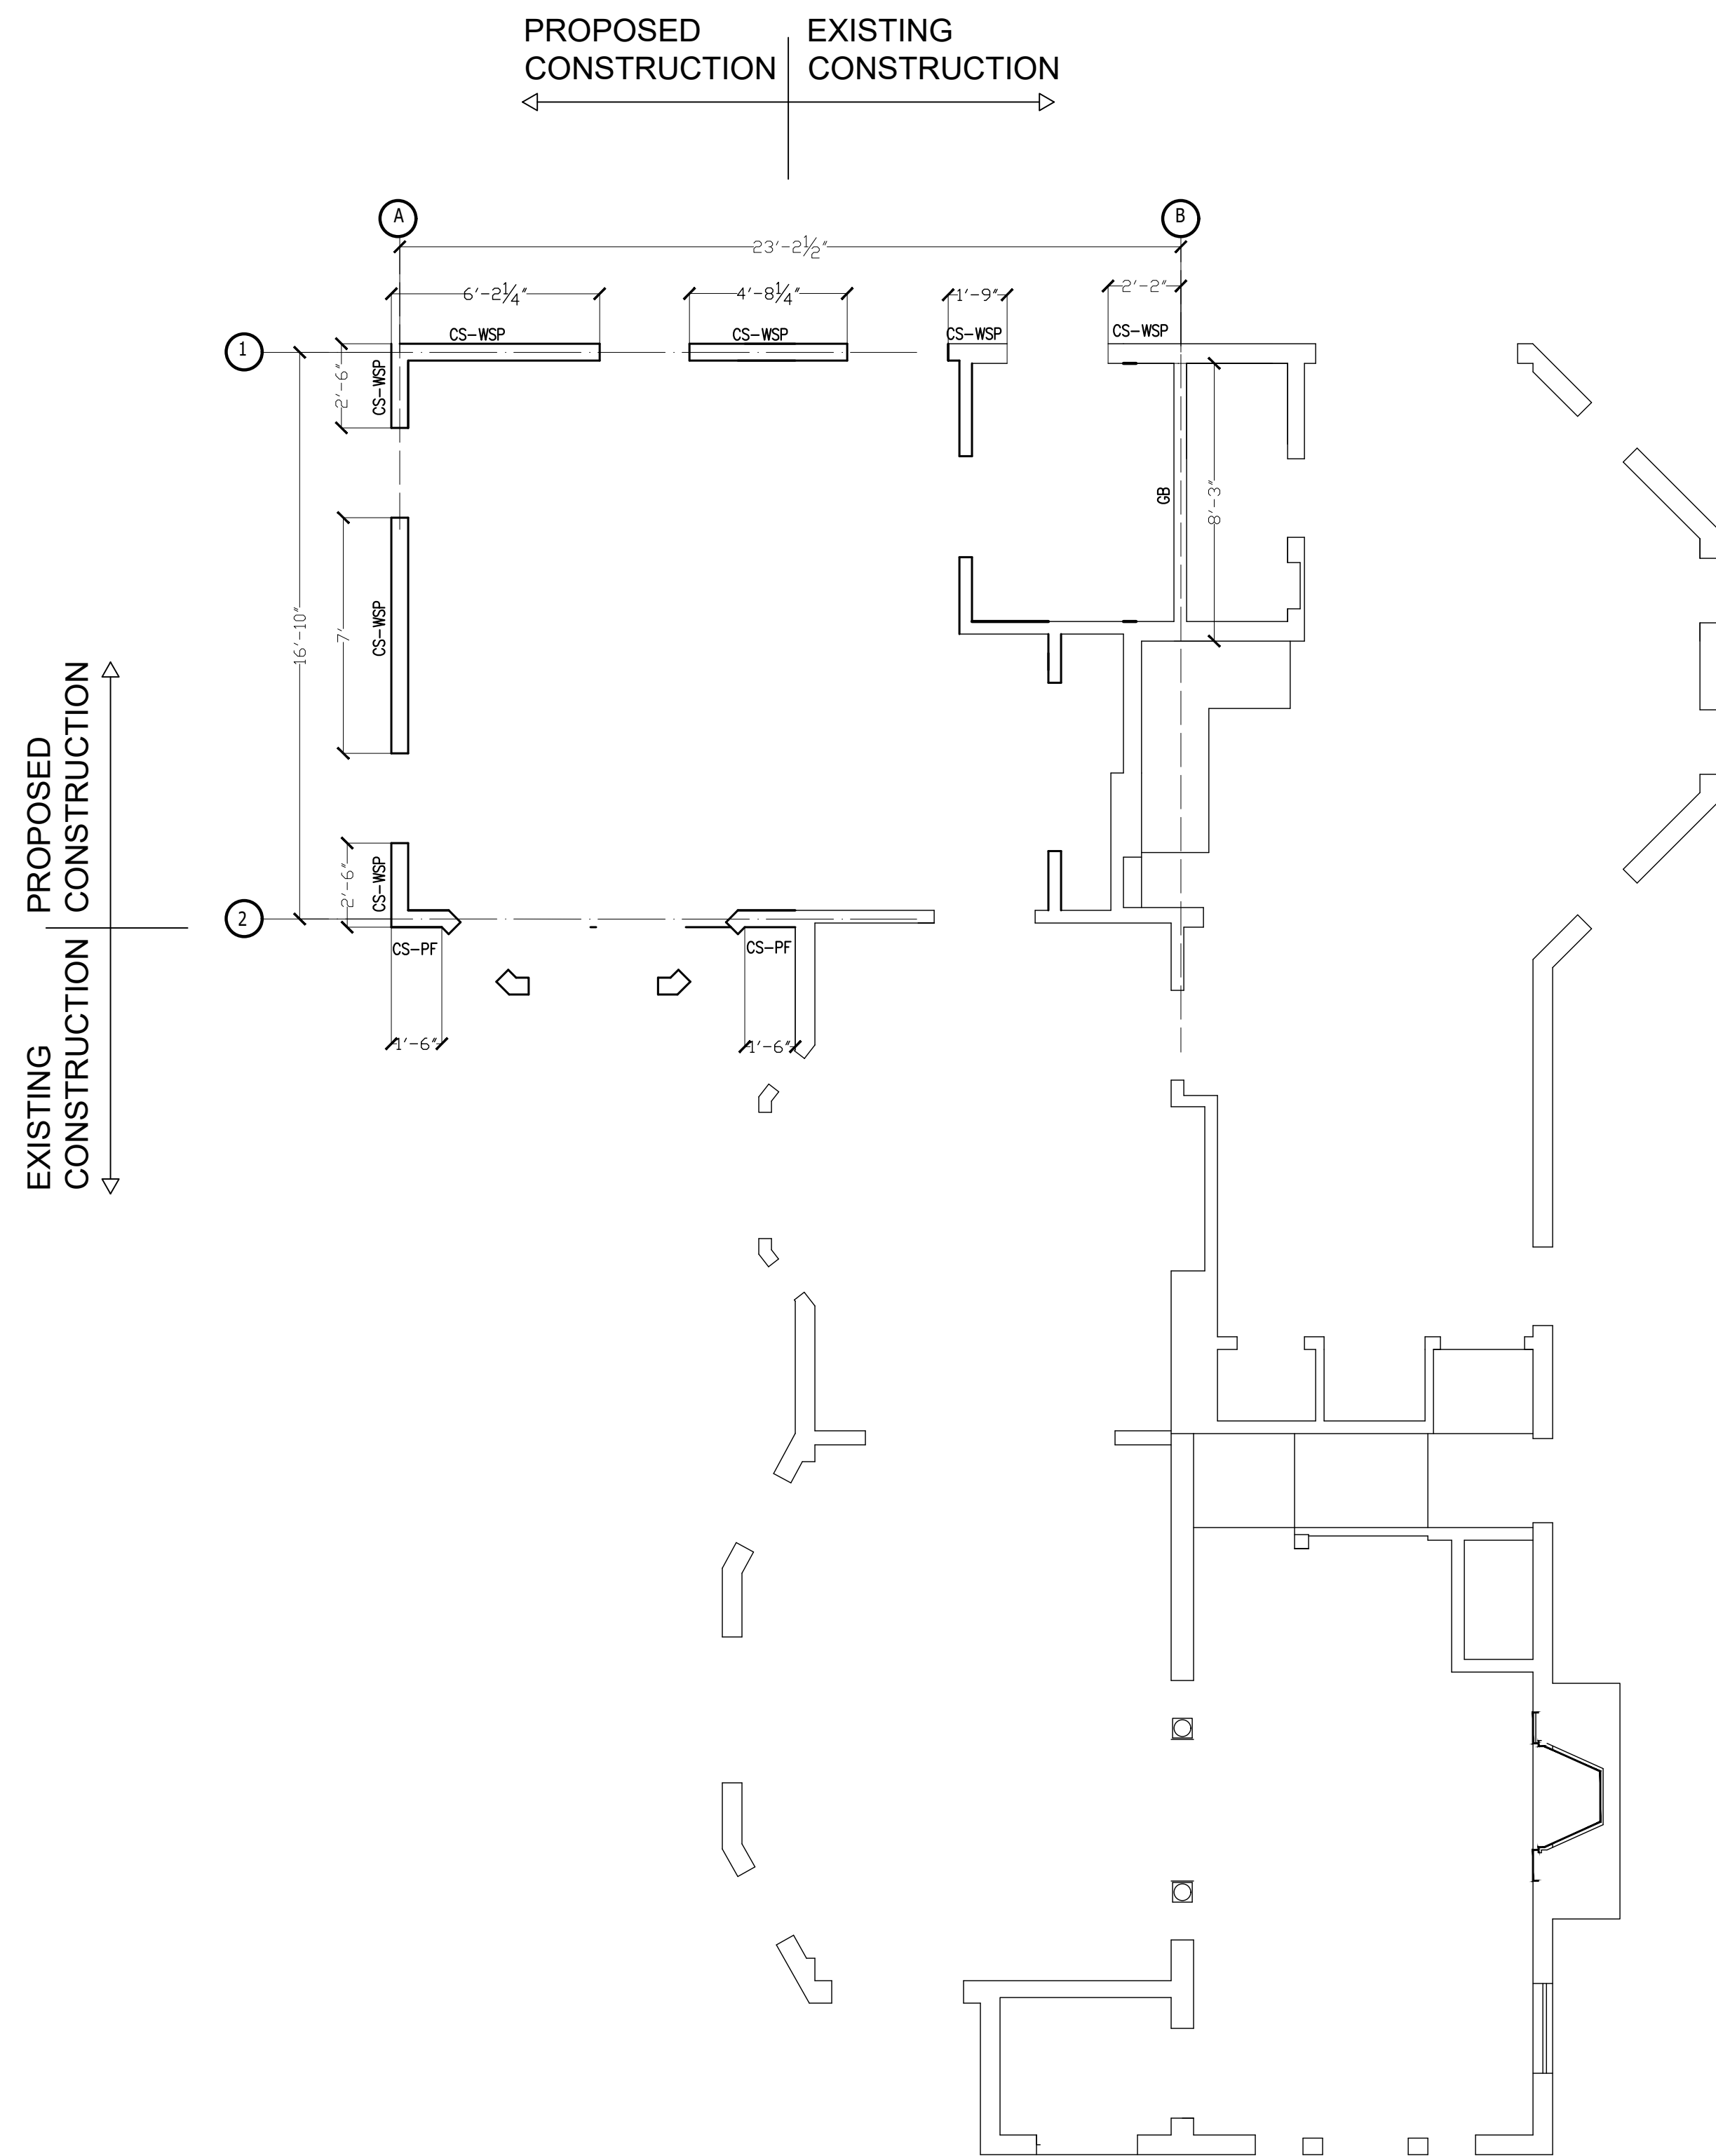 PROPOSED
CONSTRUCTION
EXISTING
CONSTRUCTION
A
B
23'-2½"
6'-2¼"
4'-8¼"
1'-9"
2'-2"
CS-WSP
CS-WSP
CS-WSP
CS-WSP
1
2'-6"
CS-WSP
GB
8'-3"
16'-10"
7'
CS-WSP
PROPOSED
CONSTRUCTION
2'-6"
CS-WSP
2
CS-PF
CS-PF
1'-6"
1'-6"
EXISTING
CONSTRUCTION